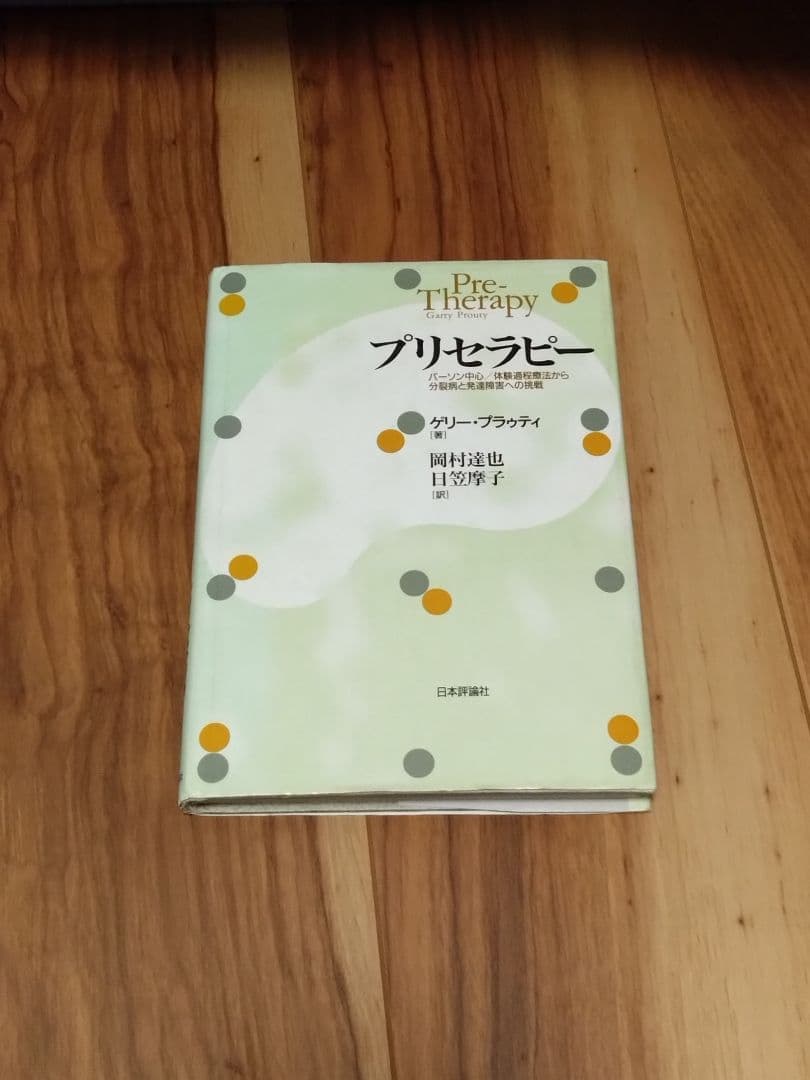 Pre-
Therapy
Garry Prouty
プリセラピー
パーソン中心／体験過程療法から
分裂病と発達障害への挑戦
ゲリー・プラゥティ
[著]
岡村達也
日笠摩子
[訳]
日本評論社